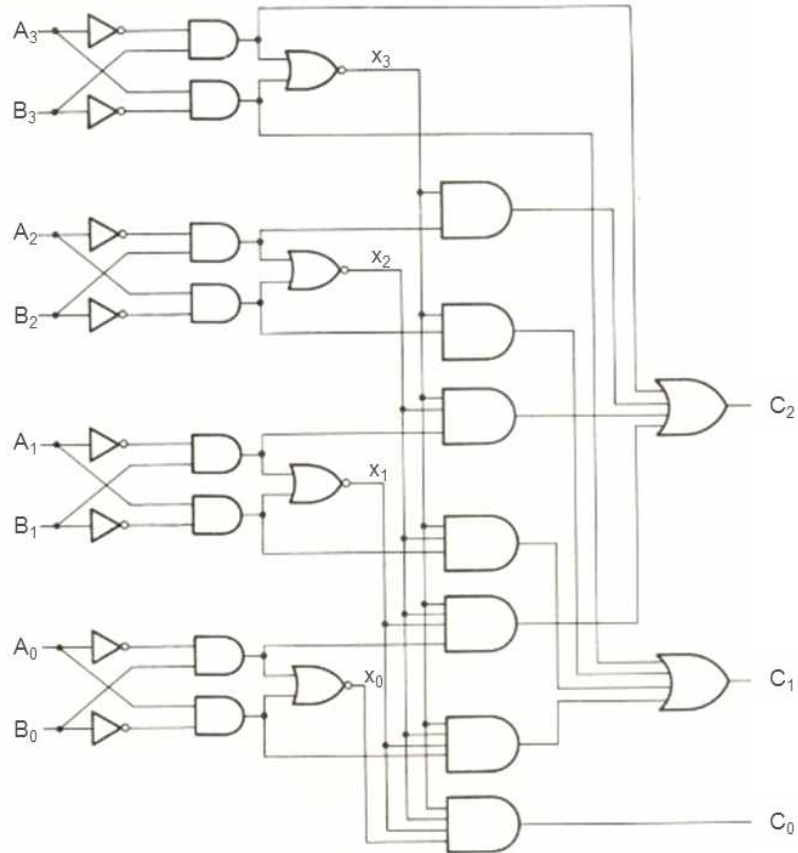 A₃
x₃
B₃
A₂
x₂
B₂
C₂
A₁
x₁
B₁
A₀
x₀
C₁
B₀
C₀